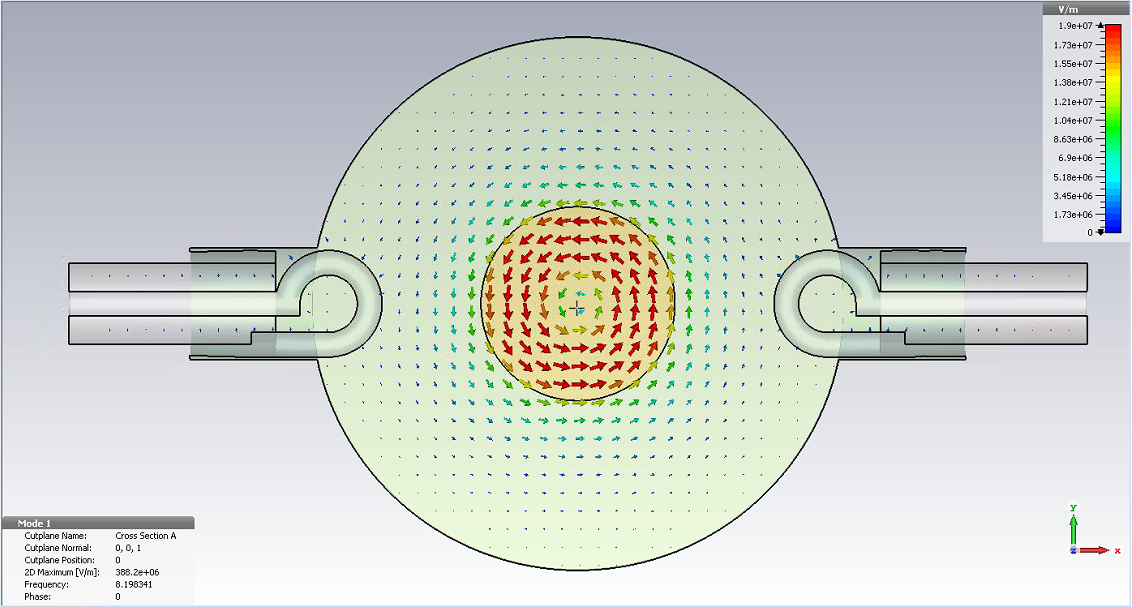 V/m
1.9e+07
1.73e+07
1.55e+07
1.38e+07
1.21e+07
1.04e+07
8.63e+06
6.9e+06
5.18e+06
3.45e+06
1.73e+06
0
y
z
x
Mode 1
Cutplane Name: Cross Section A
Cutplane Normal: 0, 0, 1
Cutplane Position: 0
2D Maximum [V/m]: 388.2e+06
Frequency: 8.198341
Phase: 0